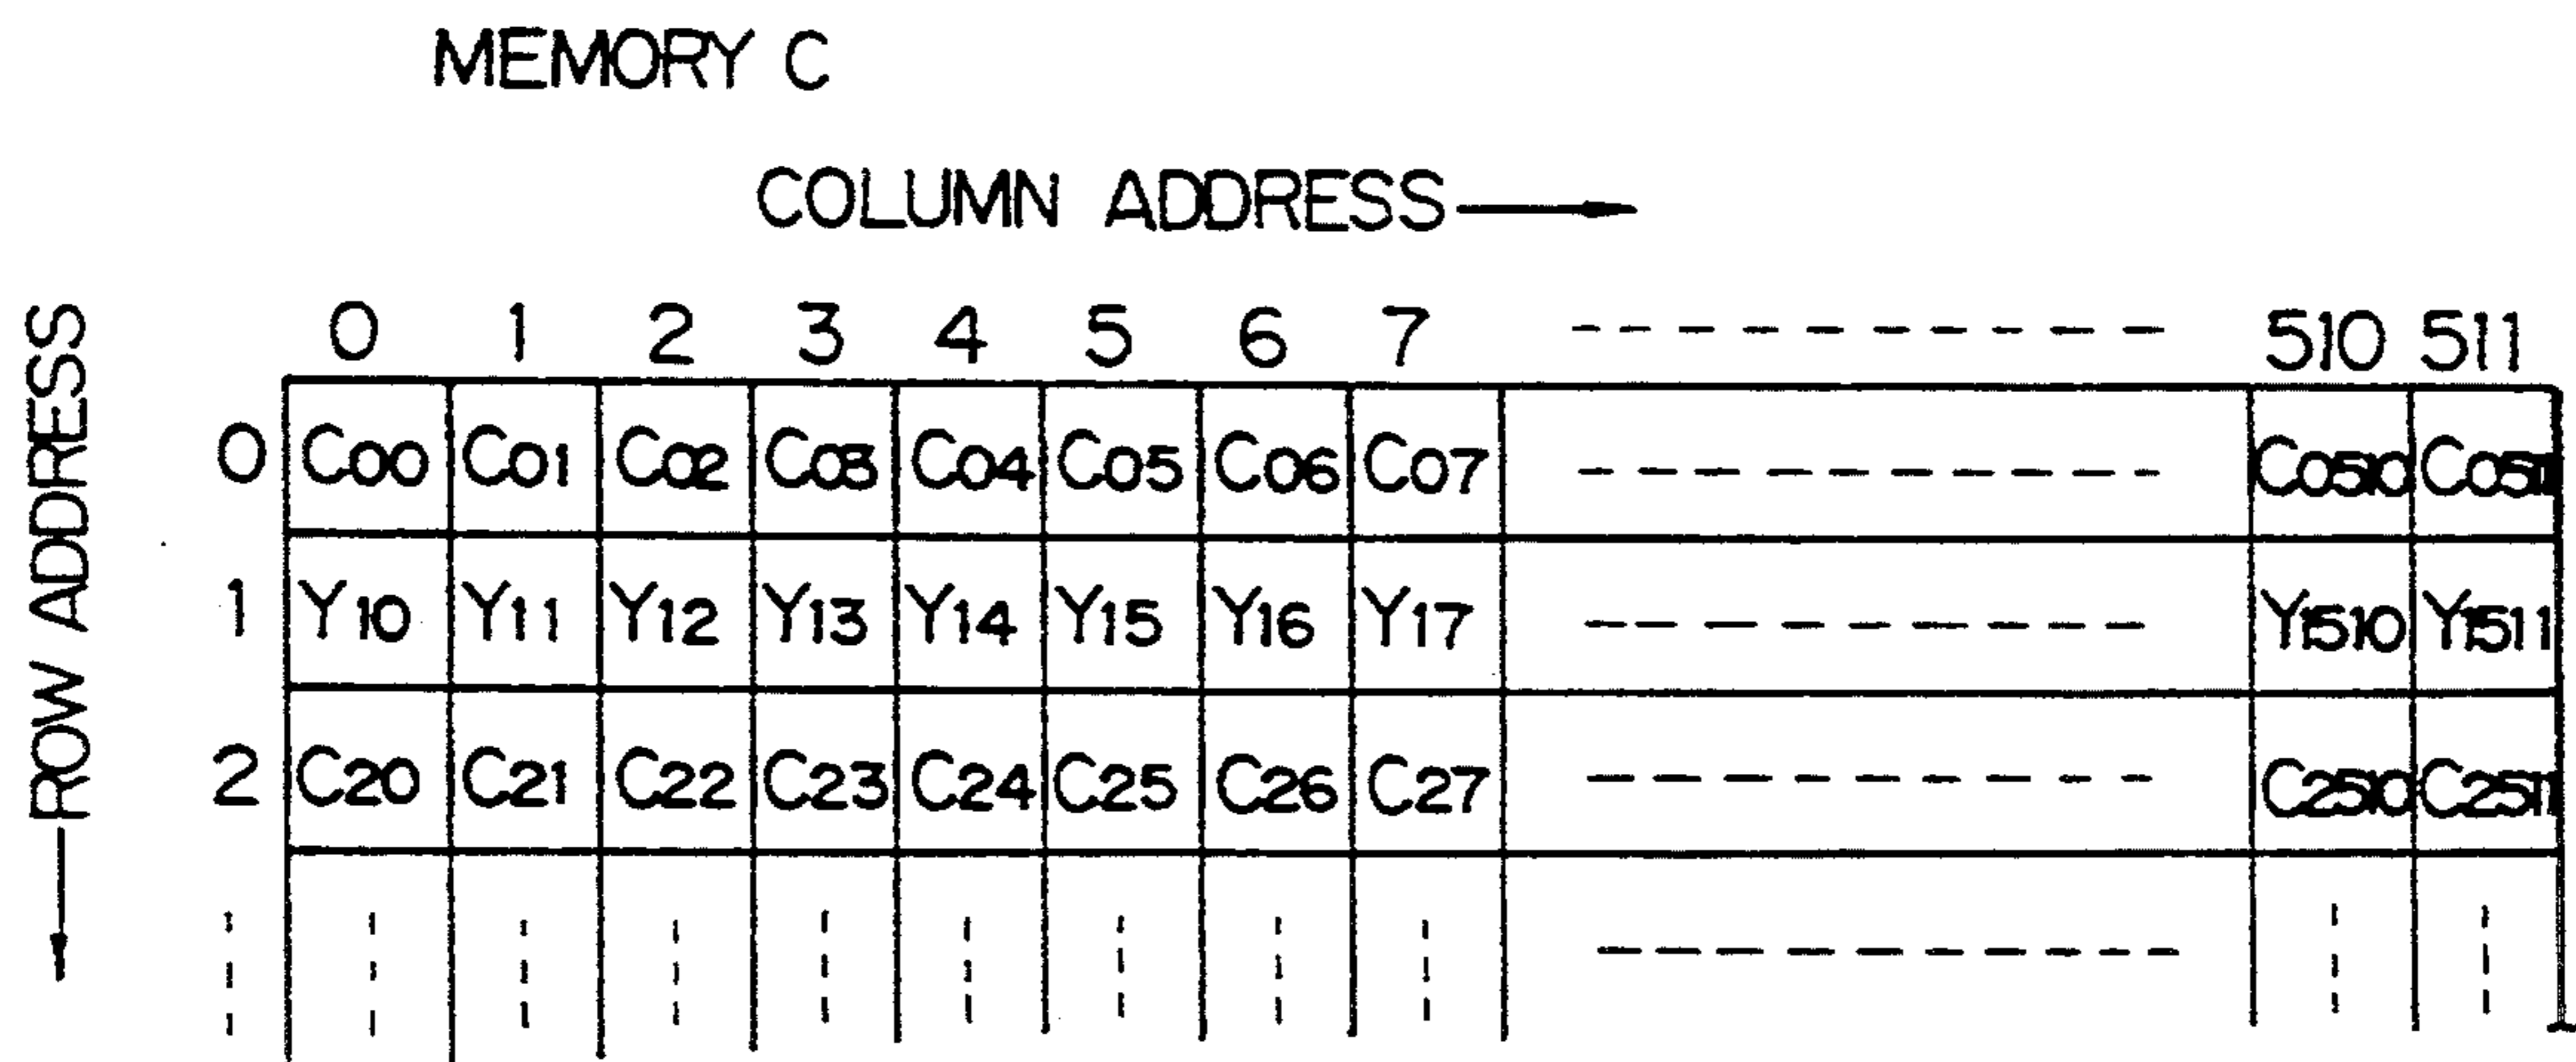 MEMORY C
COLUMN ADDRESS
ROW ADDRESS
0 1 2 3 4 5 6 7 510 511
0 C00 C01 C02 C03 C04 C05 C06 C07 C0510 C0511
1 Y10 Y11 Y12 Y13 Y14 Y15 Y16 Y17 Y1510 Y1511
2 C20 C21 C22 C23 C24 C25 C26 C27 C2510 C2511